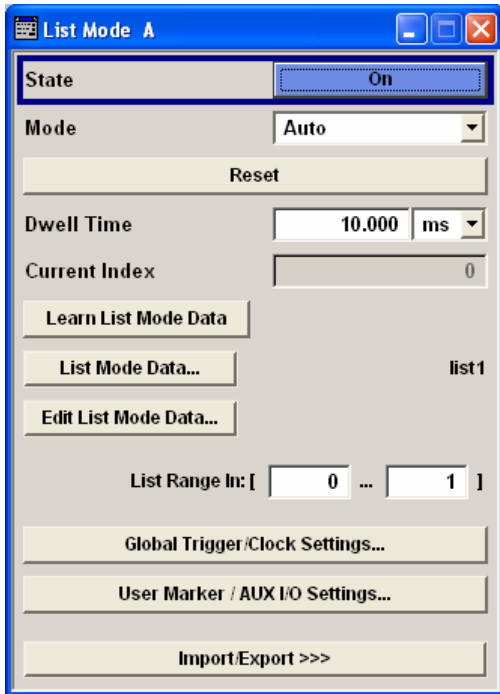 List Mode A
State On
Mode Auto
Reset
Dwell Time 10.000 ms
Current Index 0
Learn List Mode Data
List Mode Data... list1
Edit List Mode Data...
List Range In: [ 0 ... 1 ]
Global Trigger/Clock Settings...
User Marker / AUX I/O Settings...
Import/Export >>>